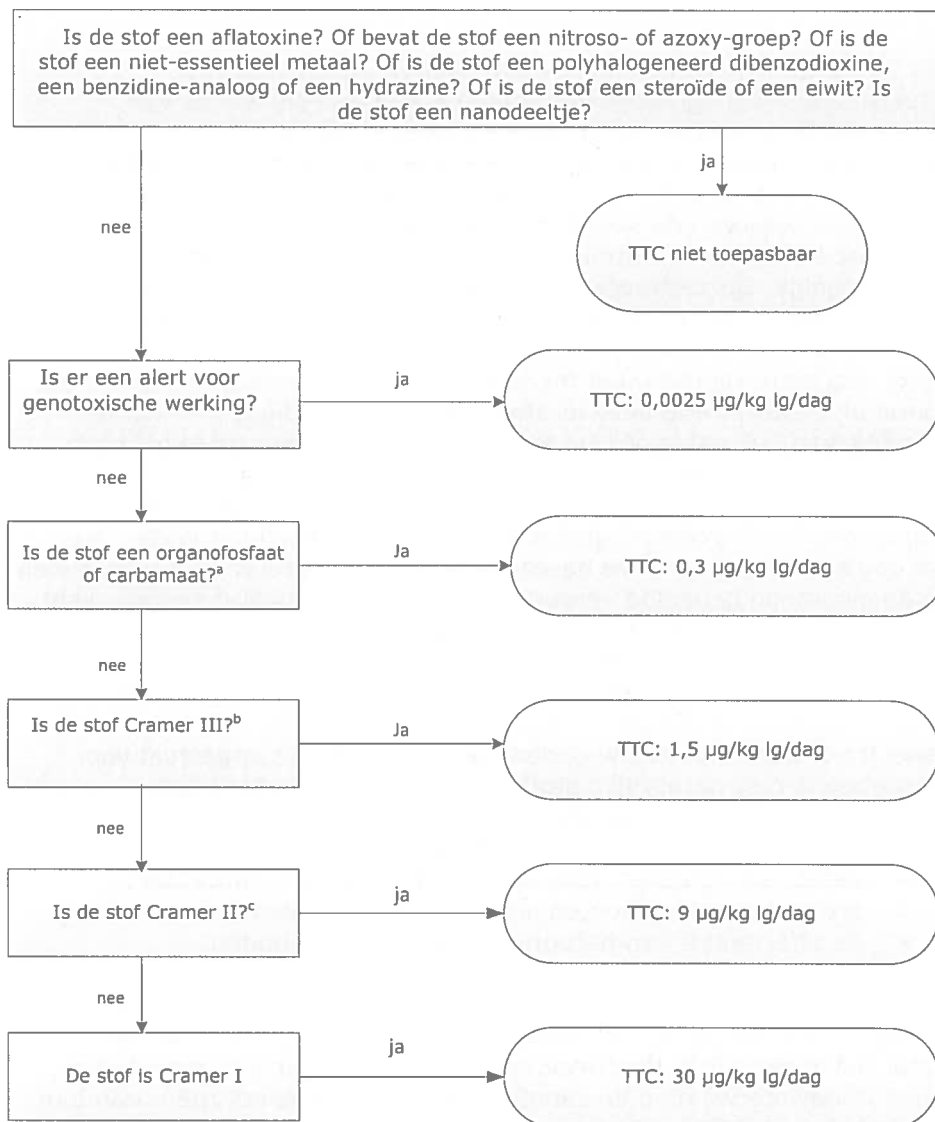 Is de stof een aflatoxine? Of bevat de stof een nitroso- of azoxy-groep? Of is de
stof een niet-essentieel metaal? Of is de stof een polyhalogeneerd dibenzodioxine,
een benzidine-analoog of een hydrazine? Of is de stof een steroïde of een eiwit? Is
de stof een nanodeeltje?
ja
nee
TTC niet toepasbaar
Is er een alert voor
genotoxische werking?
ja
TTC: 0,0025 µg/kg lg/dag
nee
Is de stof een organofosfaat
of carbamaat?ᵃ
Ja
TTC: 0,3 µg/kg lg/dag
nee
Is de stof Cramer III?ᵇ
Ja
TTC: 1,5 µg/kg lg/dag
nee
Is de stof Cramer II?ᶜ
ja
TTC: 9 µg/kg lg/dag
nee
De stof is Cramer I
ja
TTC: 30 µg/kg lg/dag